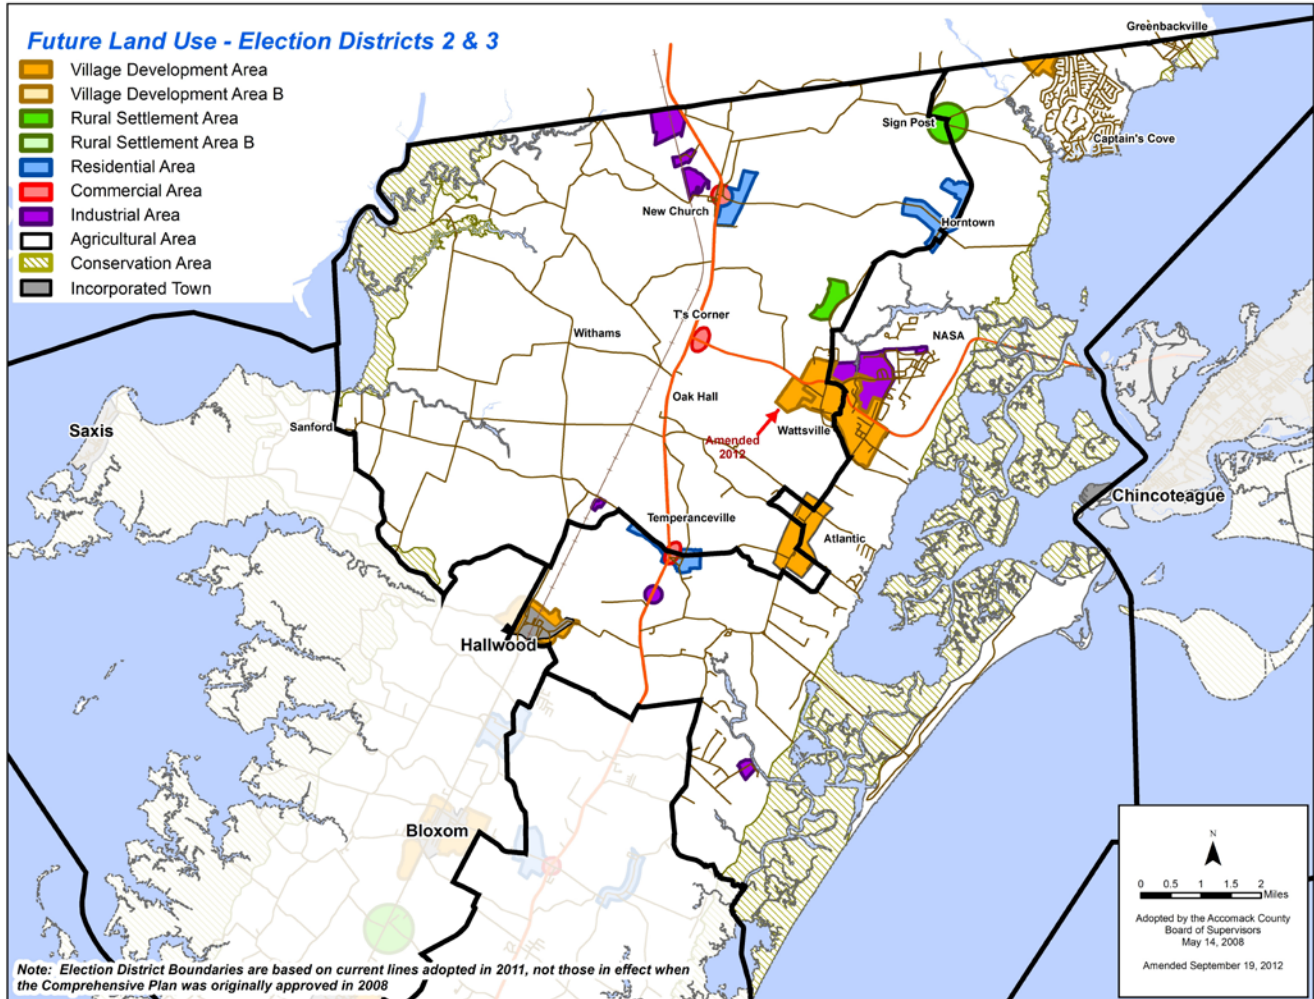 Future Land Use - Election Districts 2 & 3
Village Development Area
Village Development Area B
Rural Settlement Area
Rural Settlement Area B
Residential Area
Commercial Area
Industrial Area
Agricultural Area
Conservation Area
Incorporated Town
Greenbackville
Sign Post
Captain's Cove
New Church
Horntown
T's Corner
Withams
NASA
Oak Hall
Saxis
Sanford
Wattsville
Amended
2012
Chincoteague
Temperanceville
Atlantic
Hallwood
Bloxom
N
0 0.5 1 1.5 2
Miles
Adopted by the Accomack County
Board of Supervisors
May 14, 2008
Amended September 19, 2012
Note: Election District Boundaries are based on current lines adopted in 2011, not those in effect when
the Comprehensive Plan was originally approved in 2008